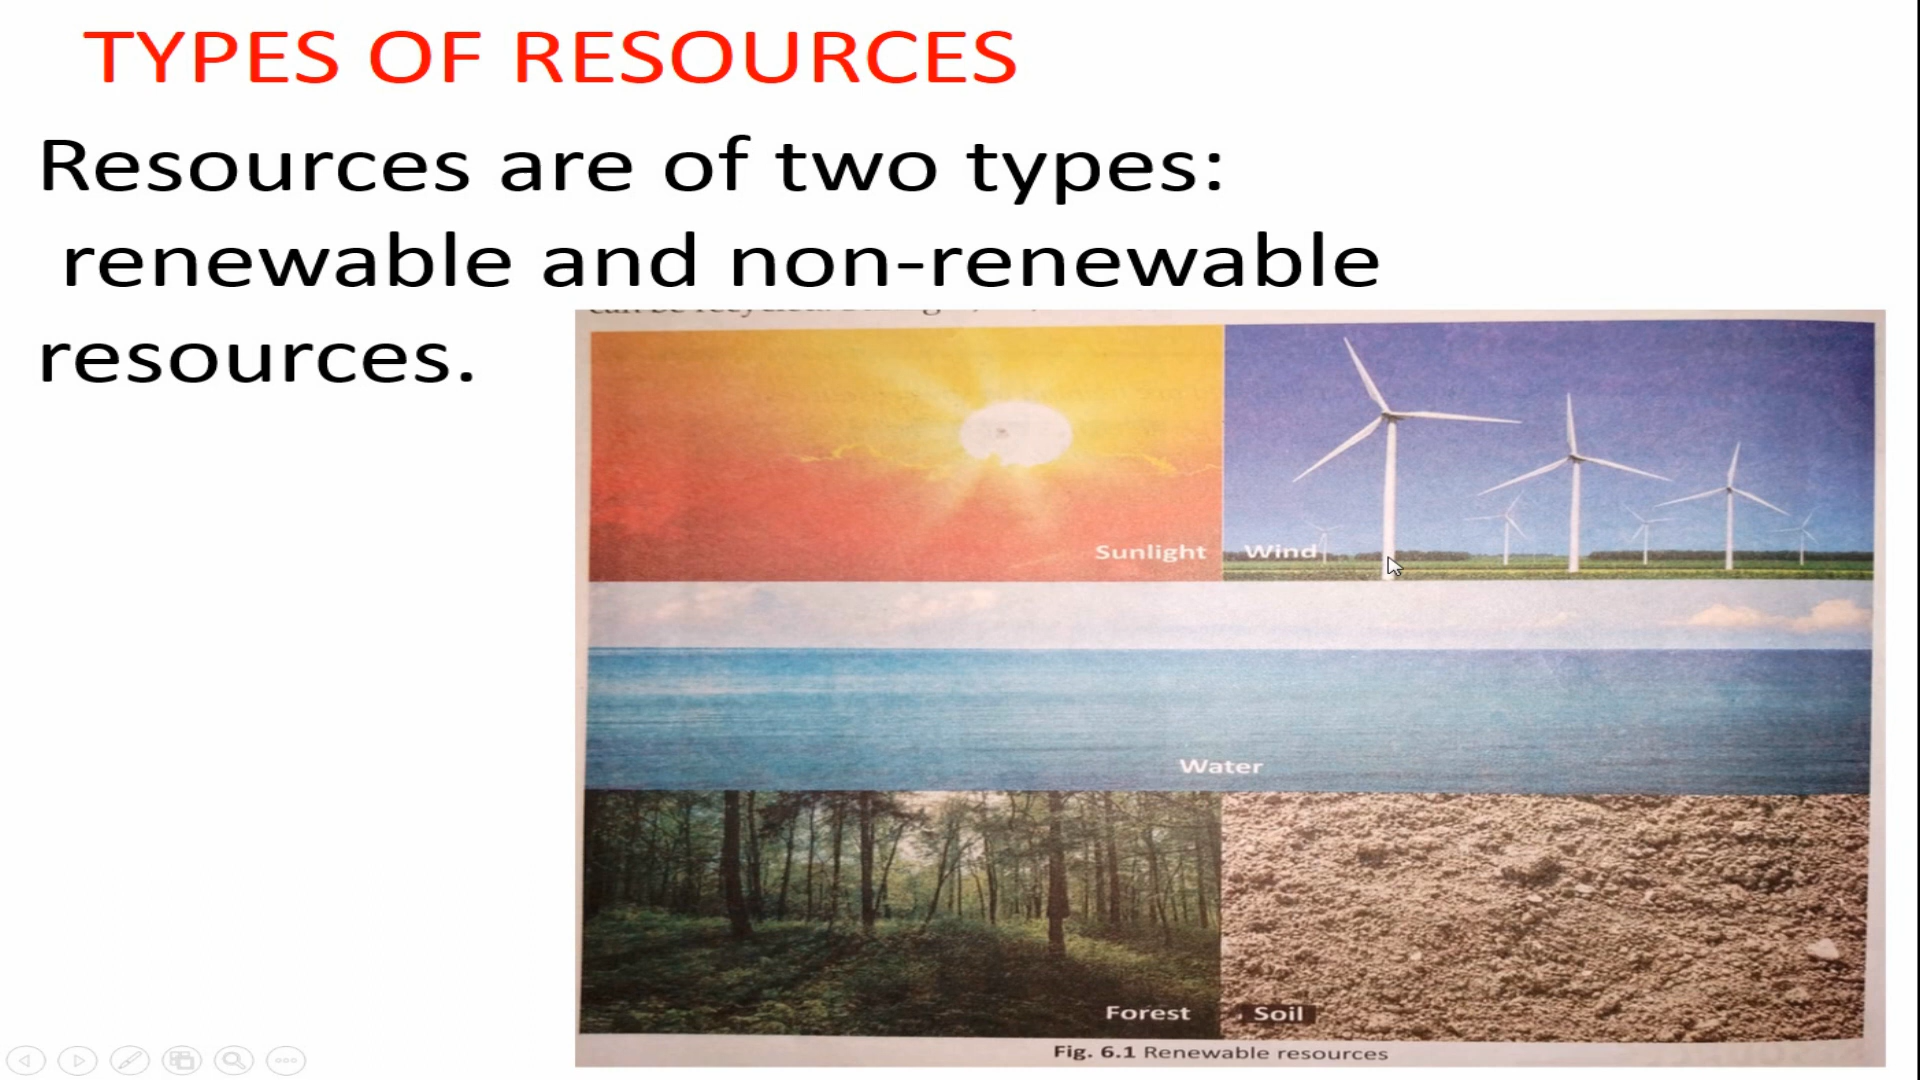 TYPES OF RESOURCES
Resources are of two types:
renewable and non-renewable
resources.
Sunlight
Wind
Water
Forest
Soil
Fig. 6.1 Renewable resources